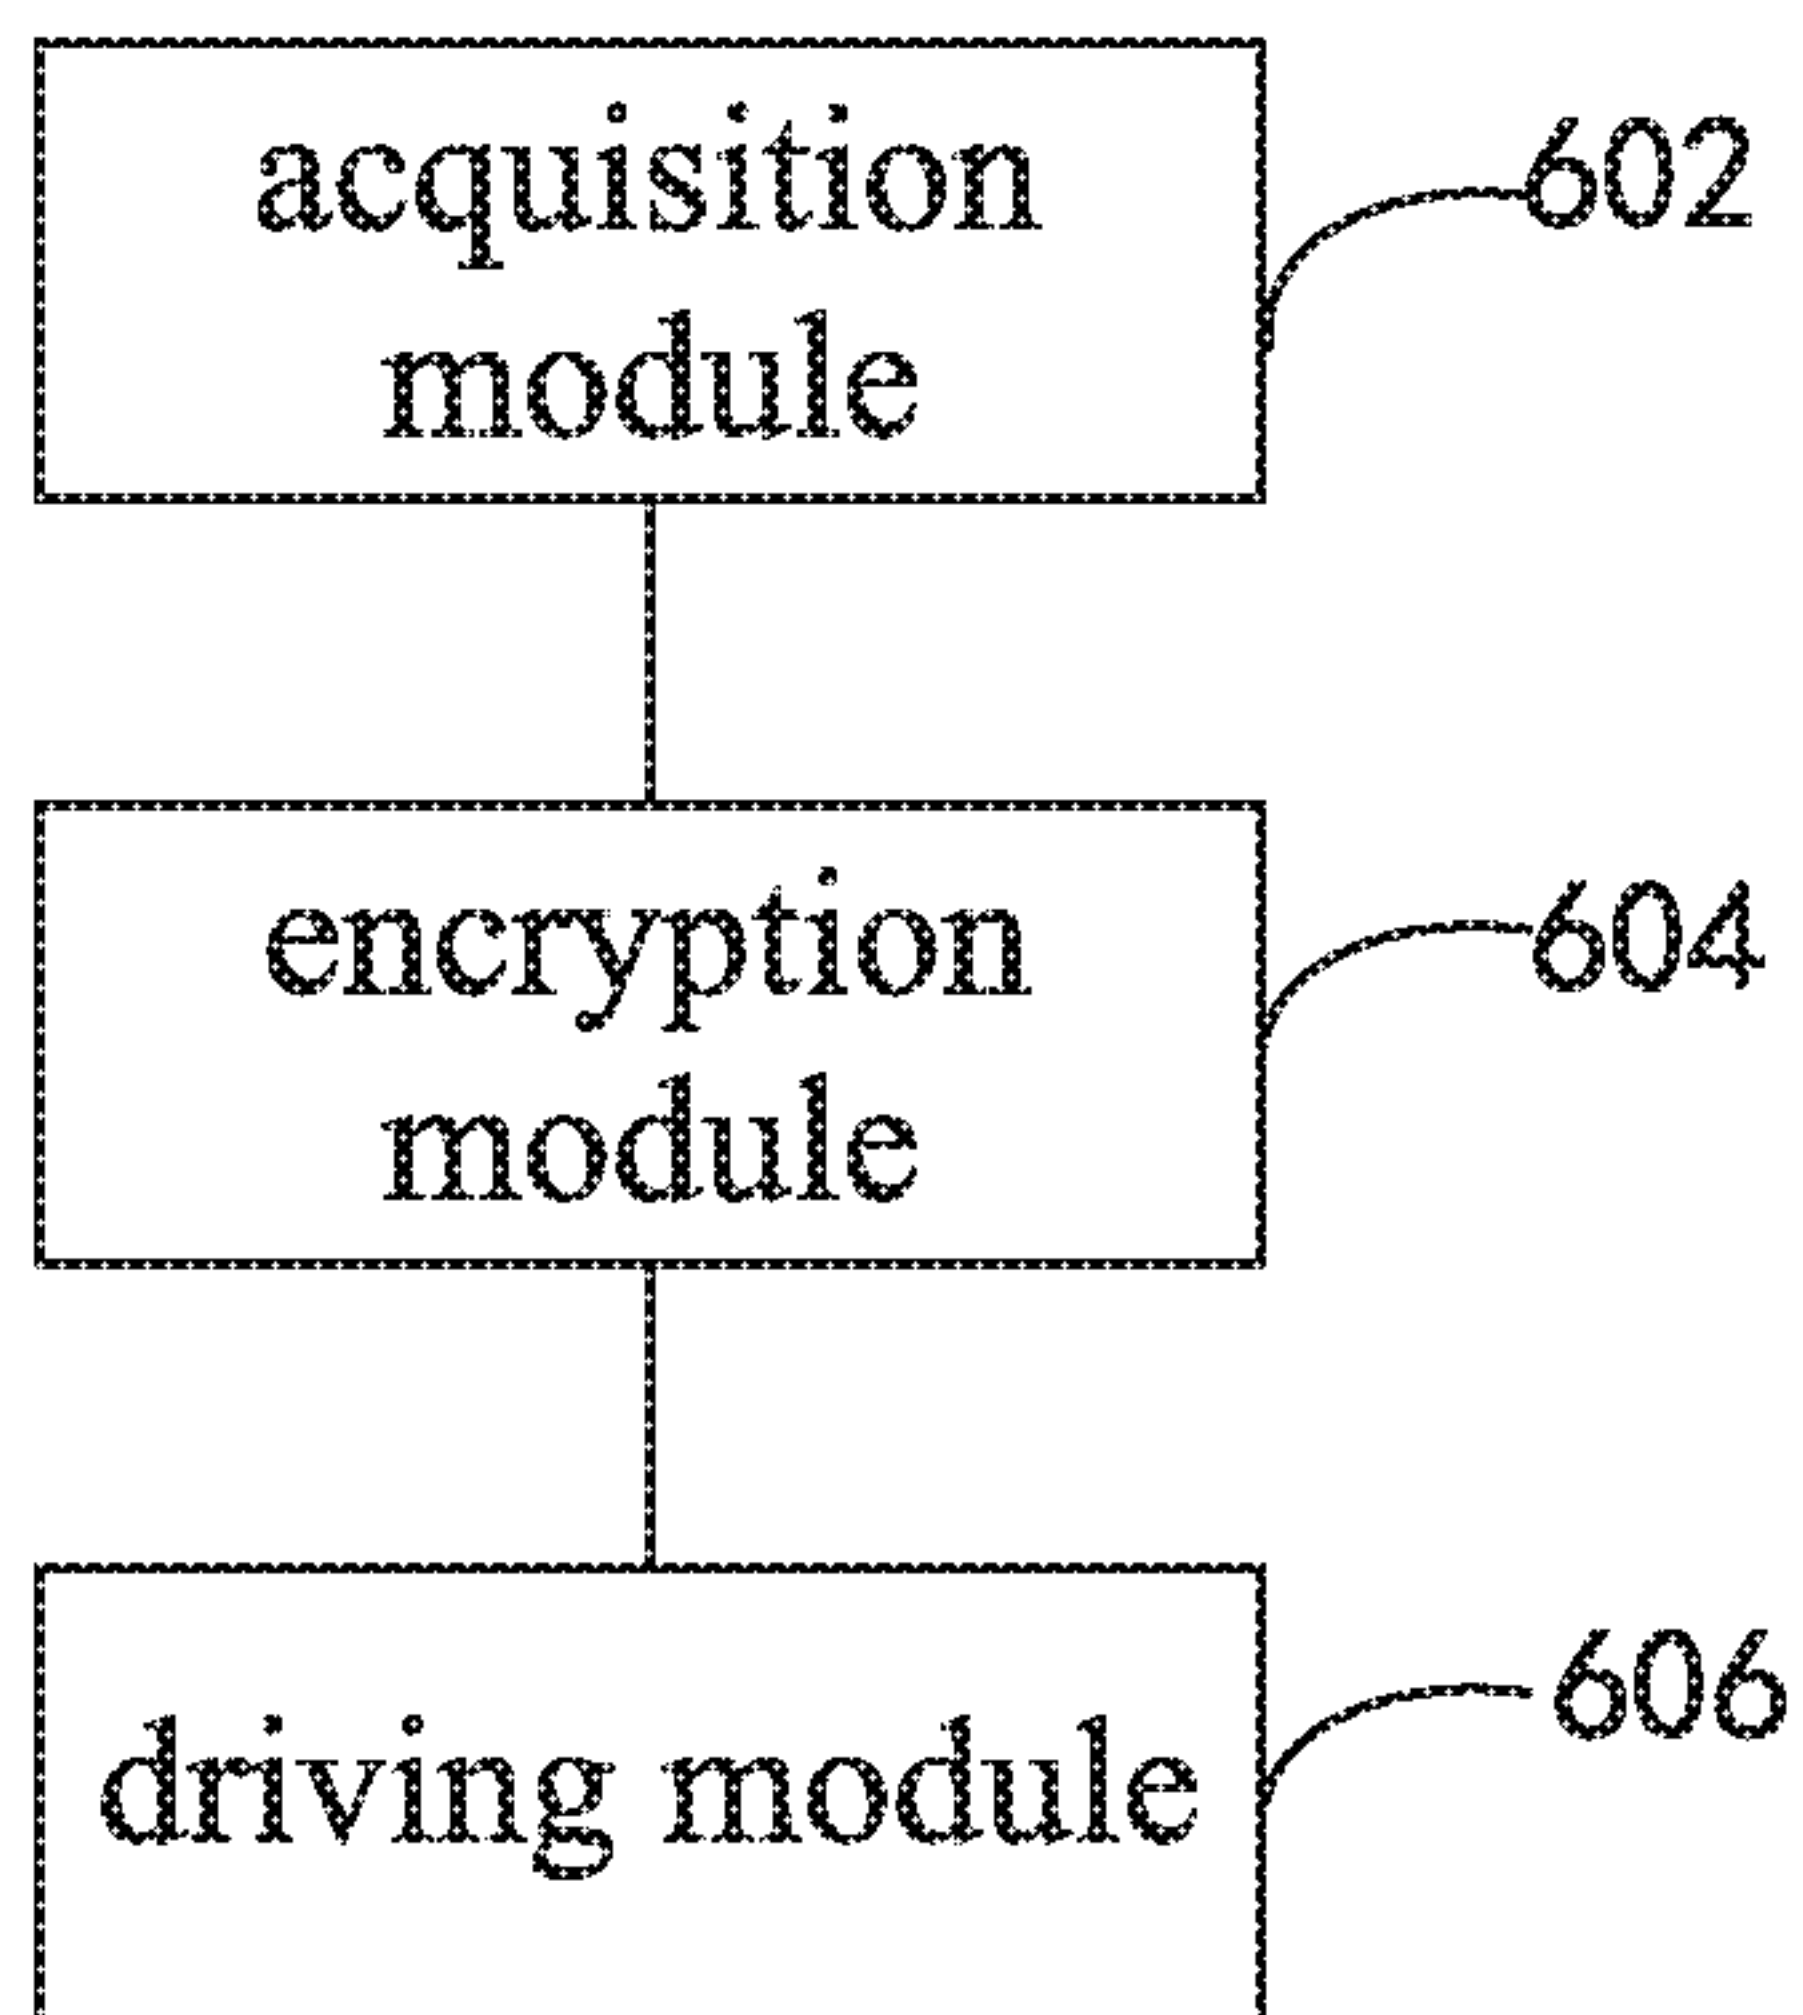 acquisition
module
602
encryption
module
604
driving module
606